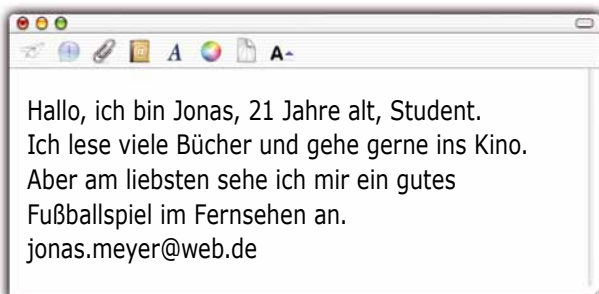 A
A
Hallo, ich bin Jonas, 21 Jahre alt, Student.
Ich lese viele Bücher und gehe gerne ins Kino.
Aber am liebsten sehe ich mir ein gutes
Fußballspiel im Fernsehen an.
jonas.meyer@web.de